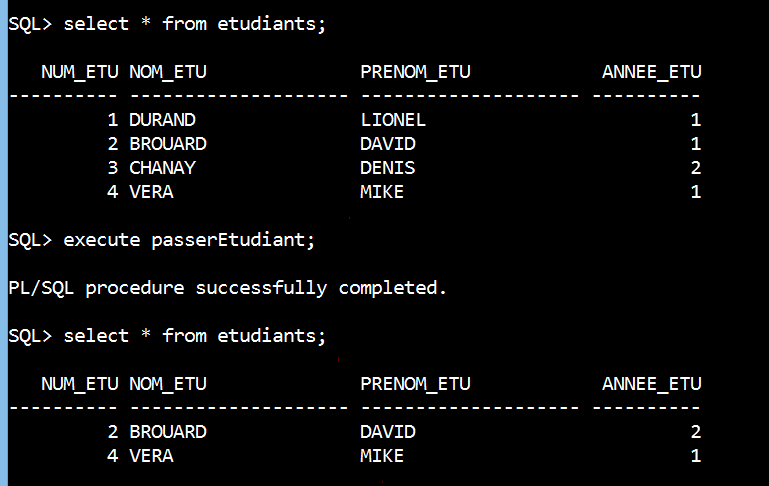 SQL> select * from etudiants;
NUM_ETU NOM_ETU PRENOM_ETU ANNEE_ETU
---------- -------------------- -------------------- ----------
1 DURAND LIONEL 1
2 BROUARD DAVID 1
3 CHANAY DENIS 2
4 VERA MIKE 1
SQL> execute passerEtudiant;
PL/SQL procedure successfully completed.
SQL> select * from etudiants;
NUM_ETU NOM_ETU PRENOM_ETU ANNEE_ETU
---------- -------------------- -------------------- ----------
2 BROUARD DAVID 2
4 VERA MIKE 1